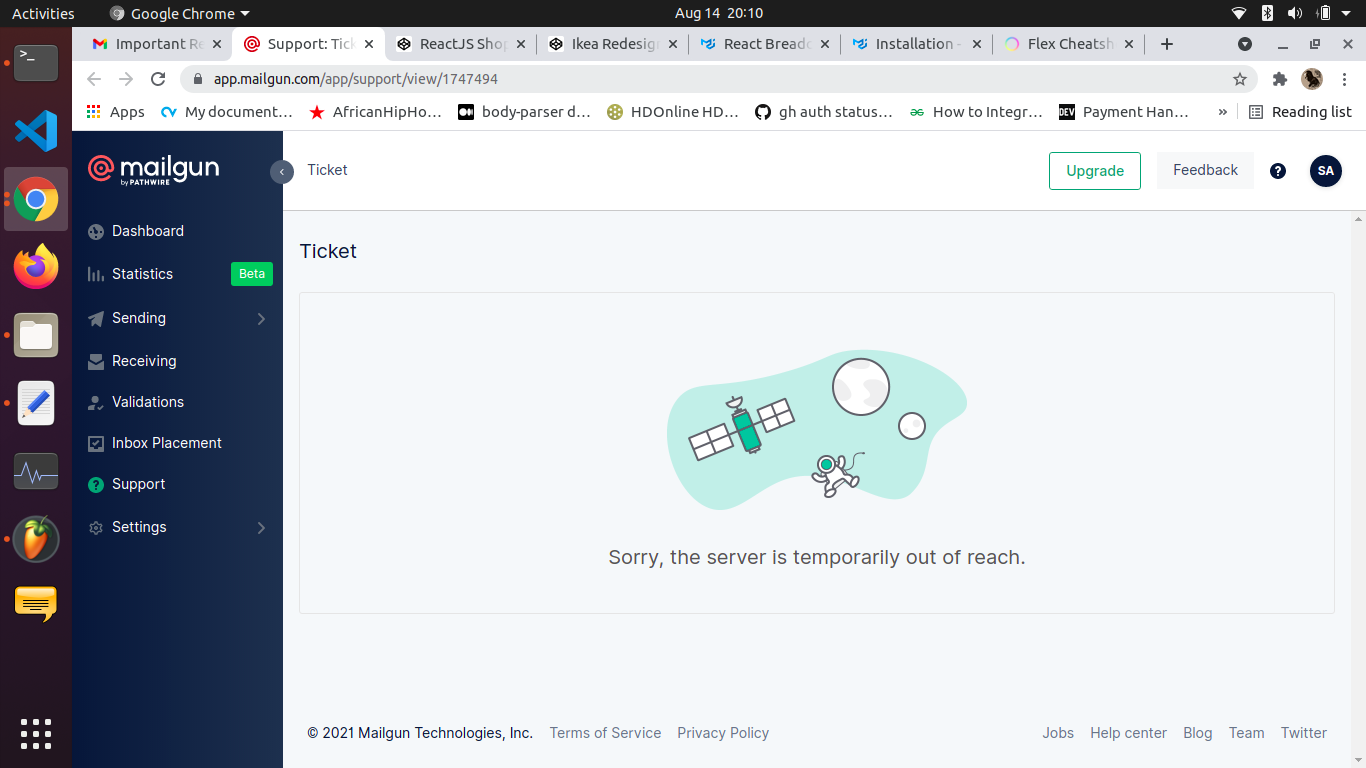 Activities Google Chrome Aug 14 20:10
Important Re Support: Tick ReactJS Shop Ikea Redesign React Breadc Installation - Flex Cheatsh
app.mailgun.com/app/support/view/1747494
Apps My document… AfricanHipHo… body-parser d… HDOnline HD… gh auth status… How to Integr… DEV Payment Han… » Reading list
mailgun
by PATHWIRE
Ticket Upgrade Feedback ? SA
Dashboard
Statistics Beta
Sending
Receiving
Validations
Inbox Placement
Support
Settings
Ticket
Sorry, the server is temporarily out of reach.
© 2021 Mailgun Technologies, Inc. Terms of Service Privacy Policy Jobs Help center Blog Team Twitter